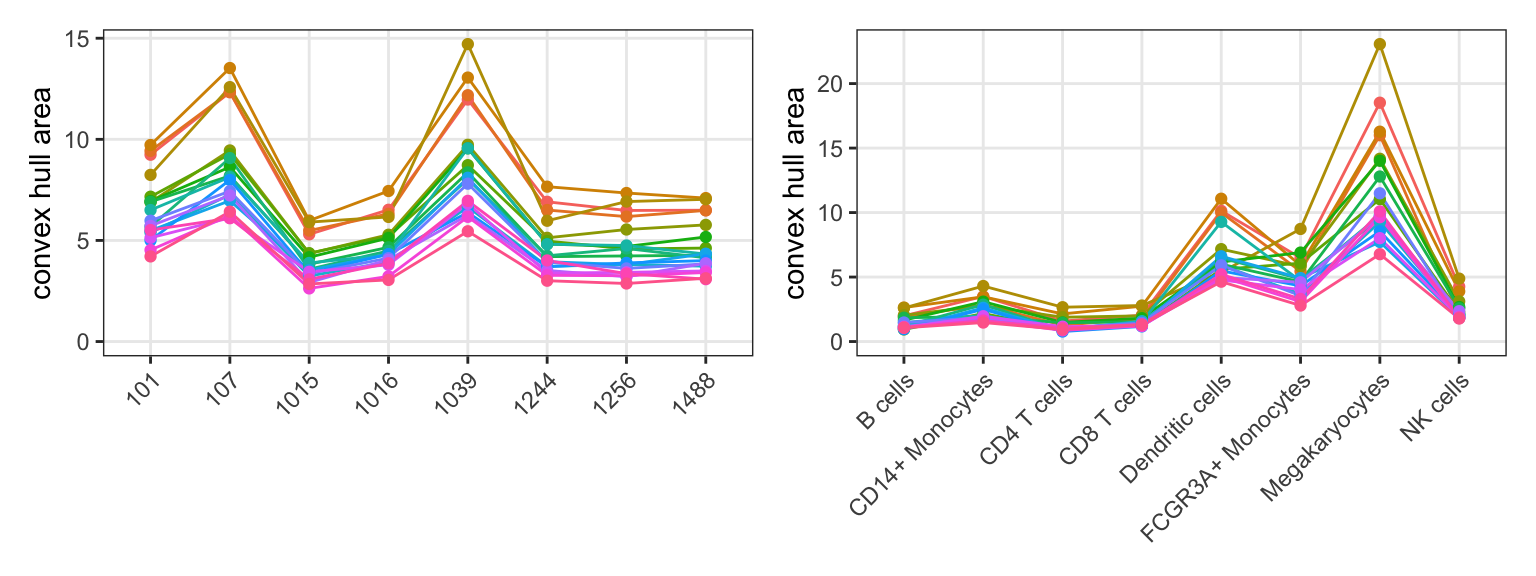 convex hull area
15
10
5
0
101
107
1015
1016
1039
1244
1256
1488
convex hull area
20
15
10
5
0
B cells
CD14+ Monocytes
CD4 T cells
CD8 T cells
Dendritic cells
FCGR3A+ Monocytes
Megakaryocytes
NK cells